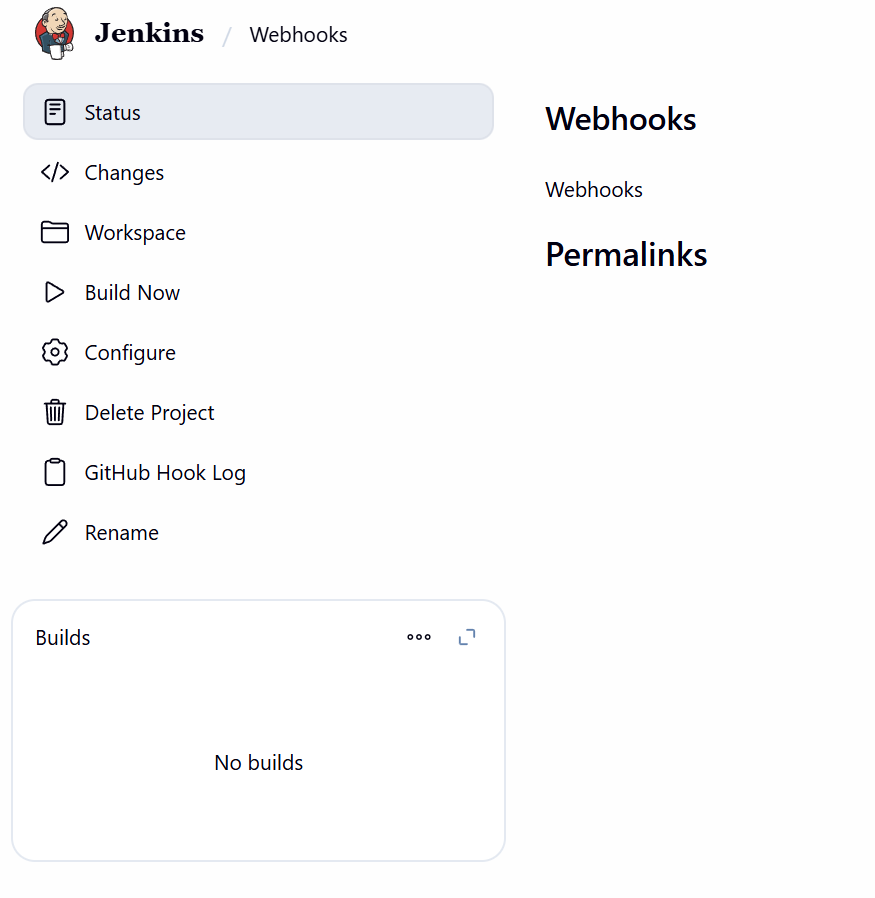 Jenkins / Webhooks
Status
Changes
Workspace
Build Now
Configure
Delete Project
GitHub Hook Log
Rename
Builds
No builds
Webhooks
Webhooks
Permalinks